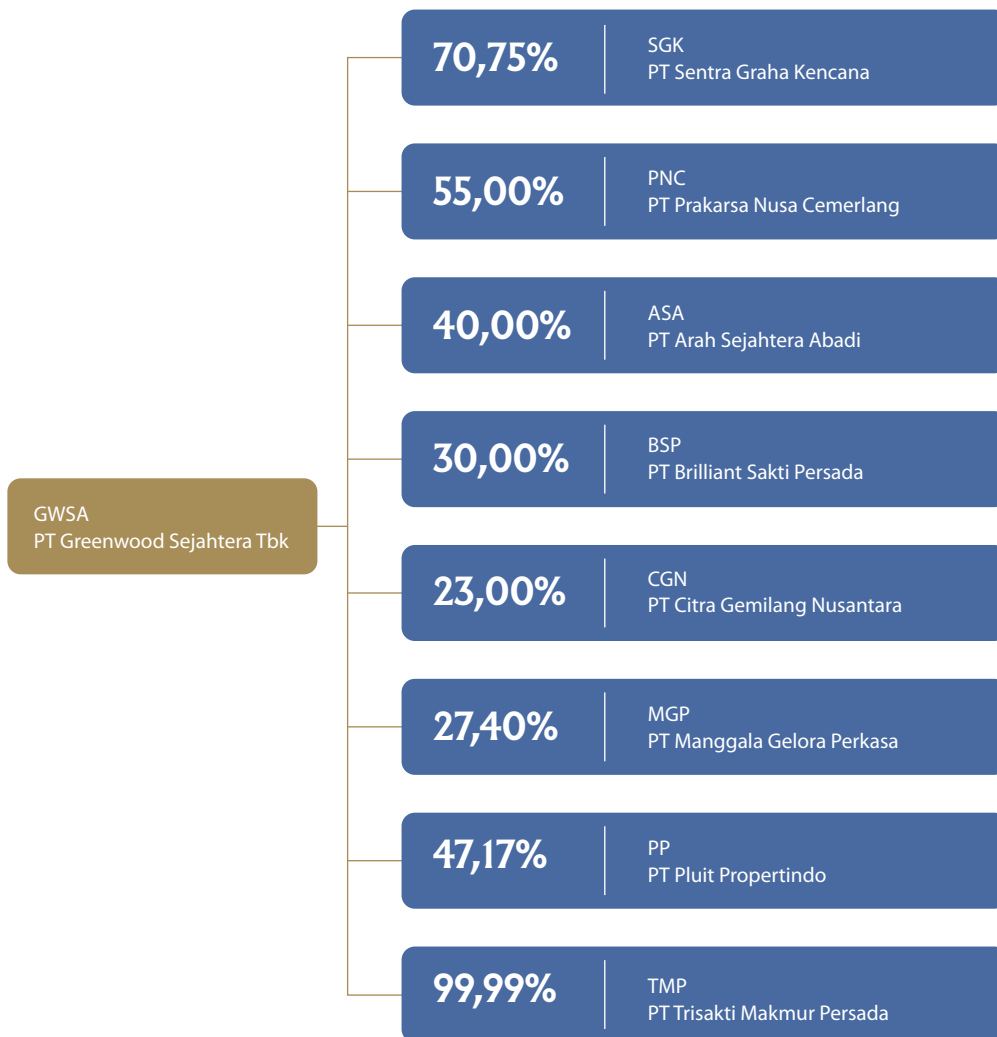 70,75%
SGK
PT Sentra Graha Kencana
55,00%
PNC
PT Prakarsa Nusa Cemerlang
40,00%
ASA
PT Arah Sejahtera Abadi
30,00%
BSP
PT Brilliant Sakti Persada
GWSA
PT Greenwood Sejahtera Tbk
23,00%
CGN
PT Citra Gemilang Nusantara
27,40%
MGP
PT Manggala Gelora Perkasa
47,17%
PP
PT Pluit Propertindo
99,99%
TMP
PT Trisakti Makmur Persada